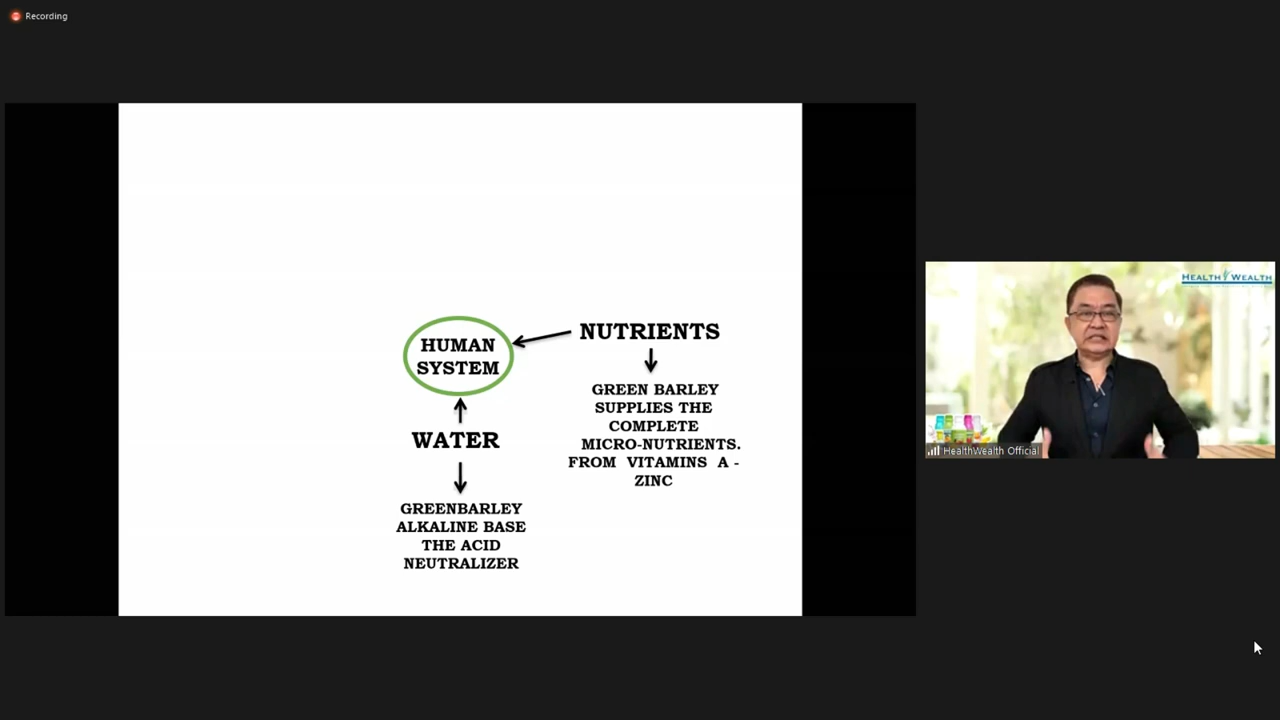 Recording
HUMAN
SYSTEM
NUTRIENTS
GREEN BARLEY
SUPPLIES THE
COMPLETE
MICRO-NUTRIENTS.
FROM VITAMINS A -
ZINC
WATER
GREENBARLEY
ALKALINE BASE
THE ACID
NEUTRALIZER
HEALTH WEALTH
HealthWealth Official